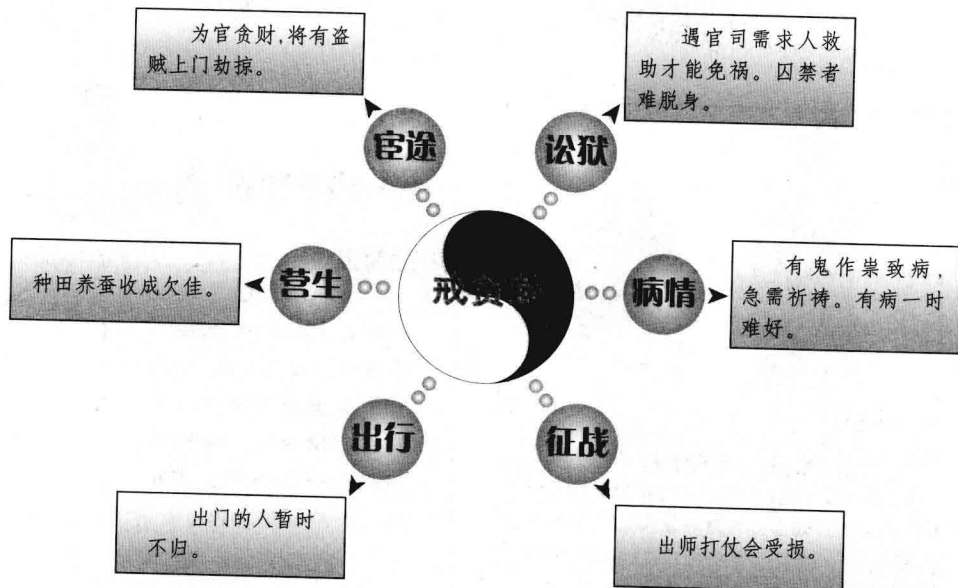 为官贪财,将有盗
贼上门劫掠。
遇官司需求人救
助才能免祸。囚禁者
难脱身。
宦途
讼狱
种田养蚕收成欠佳。
营生
戒贪
病情
有鬼作祟致病,
急需祈祷。有病一时
难好。
出行
征战
出门的人暂时
不归。
出师打仗会受损。